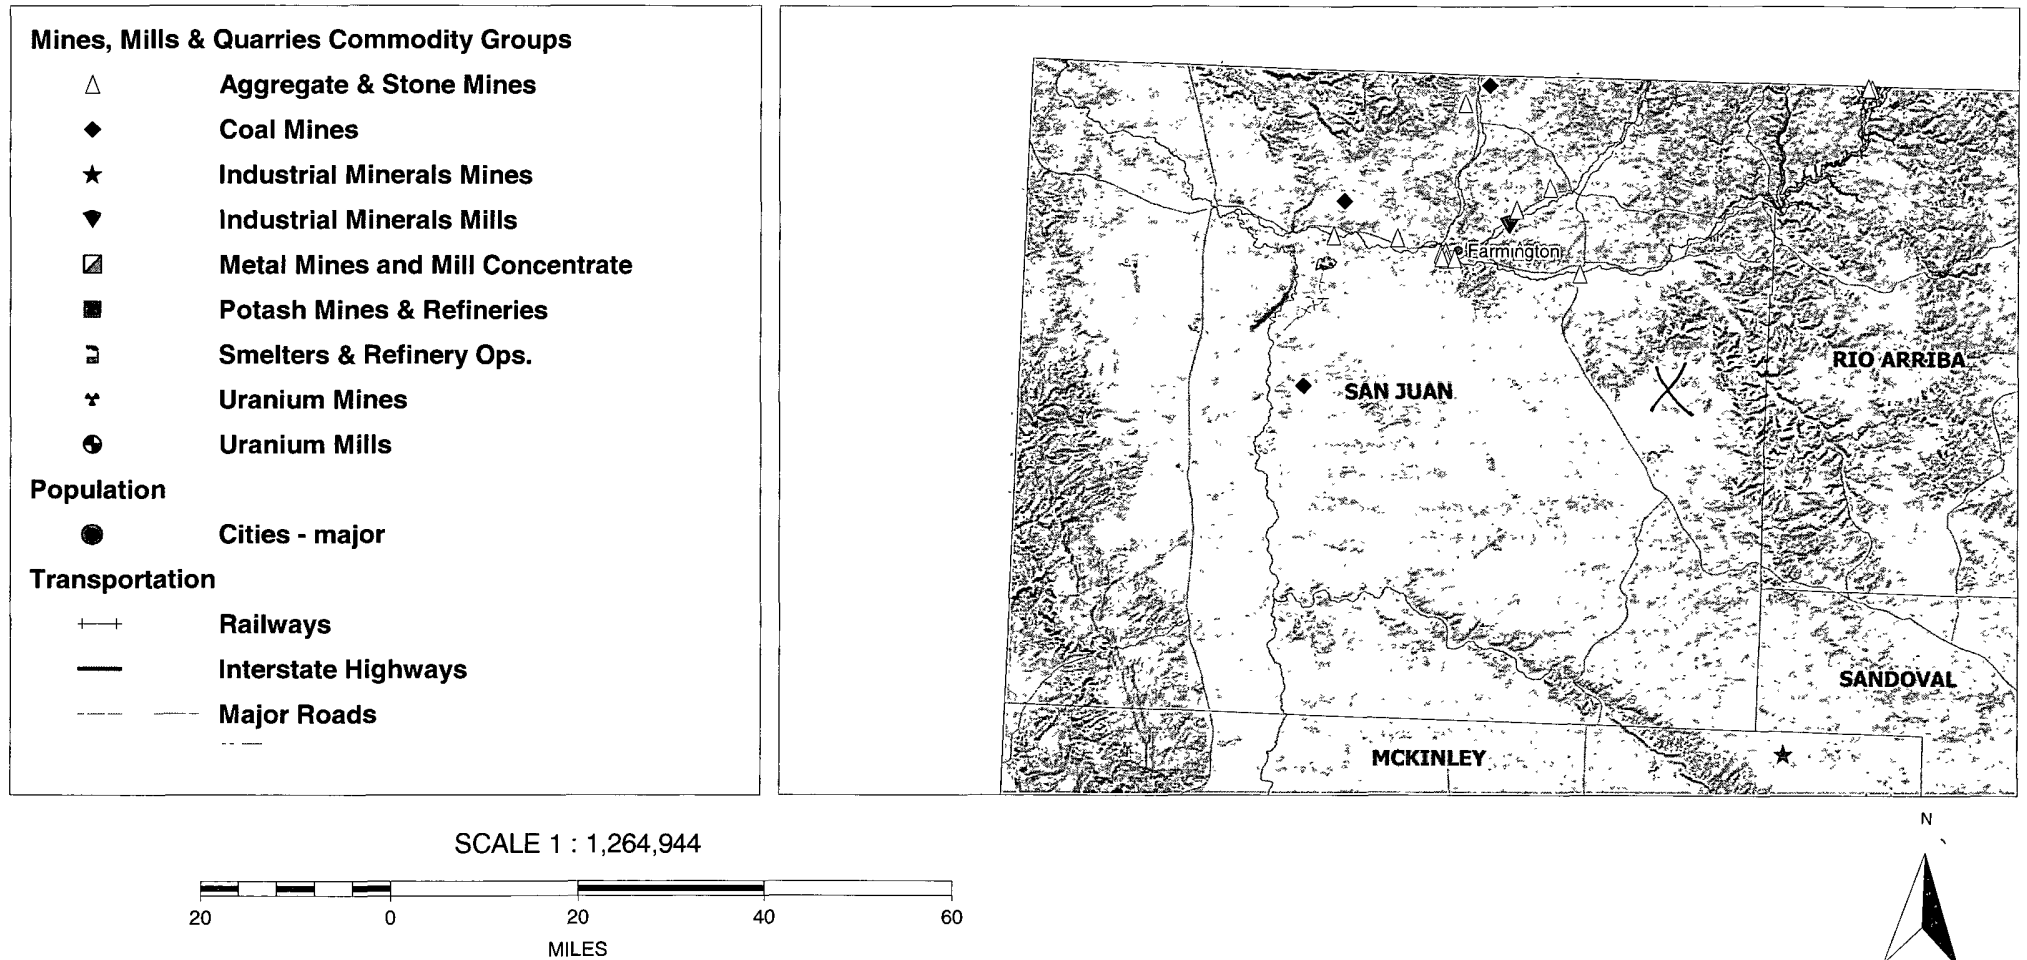 Mines, Mills & Quarries Commodity Groups
Aggregate & Stone Mines
Coal Mines
Industrial Minerals Mines
Industrial Minerals Mills
Metal Mines and Mill Concentrate
Potash Mines & Refineries
Smelters & Refinery Ops.
Uranium Mines
Uranium Mills
Population
Cities - major
Transportation
Railways
Interstate Highways
Major Roads
Farmington
RIO ARRIBA
SAN JUAN
SANDOVAL
MCKINLEY
N
SCALE 1 : 1,264,944
20 0 20 40 60
MILES